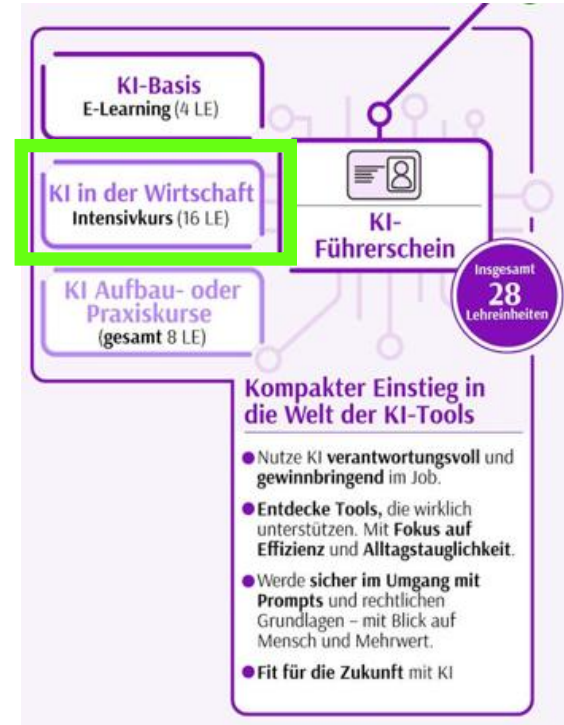 KI-Basis
E-Learning (4 LE)
KI in der Wirtschaft
Intensivkurs (16 LE)
KI Aufbau- oder
Praxiskurse
(gesamt 8 LE)
KI-
Führerschein
Insgesamt
28
Lehreinheiten
Kompakter Einstieg in
die Welt der KI-Tools
Nutze KI verantwortungsvoll und
gewinnbringend im Job.
Entdecke Tools, die wirklich
unterstützen. Mit Fokus auf
Effizienz und Alltagstauglichkeit.
Werde sicher im Umgang mit
Prompts und rechtlichen
Grundlagen – mit Blick auf
Mensch und Mehrwert.
Fit für die Zukunft mit KI